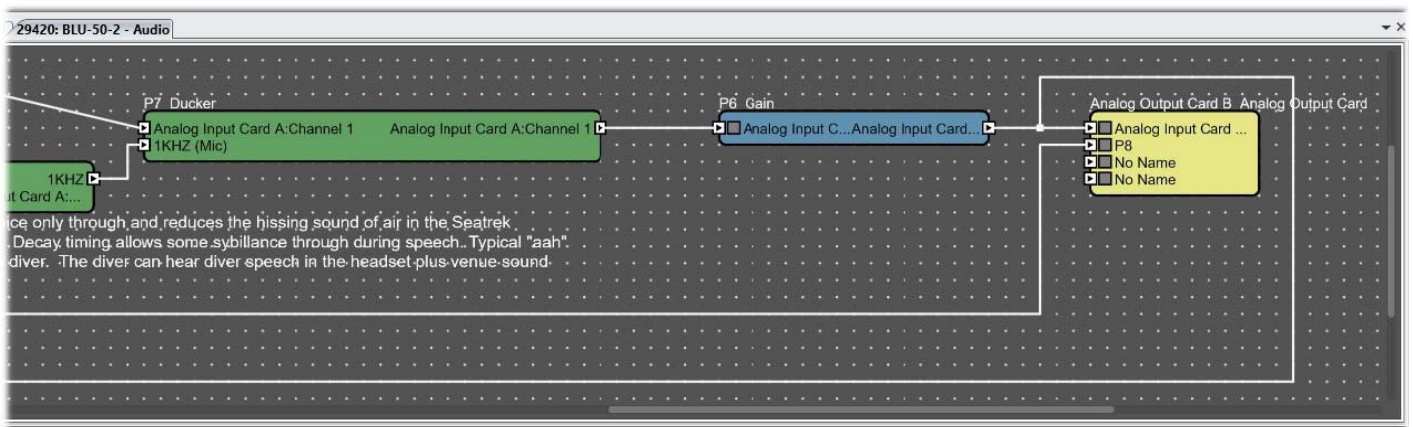 29420: BLU-50-2 - Audio
P7 Ducker
Analog Input Card A:Channel 1 Analog Input Card A:Channel 1
1KHZ (Mic)
P6 Gain
Analog Input C...Analog Input Card...
Analog Output Card B Analog Output Card
Analog Input Card ...
P8
No Name
No Name
1KHZ
ut Card A:...
ice only through and reduces the hissing sound of air in the Seatrek
. Decay timing allows some sybillance through during speech. Typical "aah"
diver. The diver can hear diver speech in the headset plus venue sound